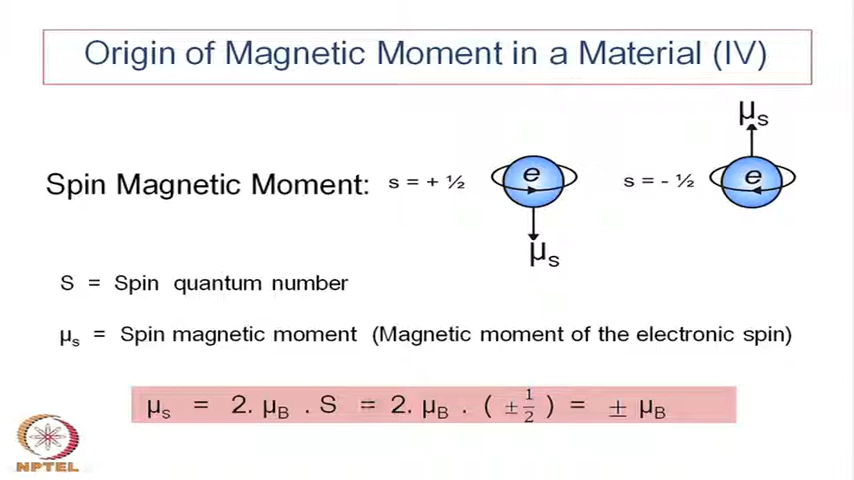 Origin of Magnetic Moment in a Material (IV)
μs
Spin Magnetic Moment: s = + ½ e s = - ½ e
μs
S = Spin quantum number
μs = Spin magnetic moment (Magnetic moment of the electronic spin)
μs = 2. μB . S = 2. μB . ( ± 1/2 ) = ± μB
NPTEL